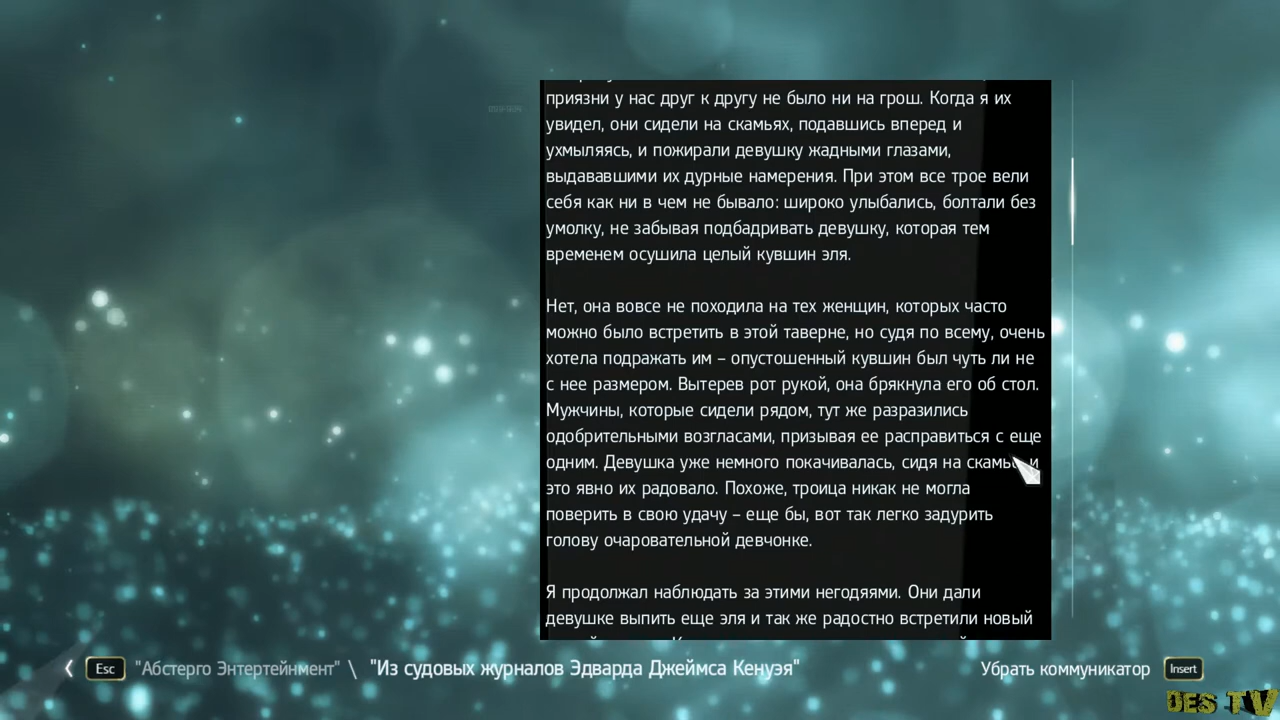 приязни у нас друг к другу не было ни на грош. Когда я их
увидел, они сидели на скамьях, подавшись вперед и
ухмыляясь, и пожирали девушку жадными глазами,
выдававшими их дурные намерения. При этом все трое вели
себя как ни в чем не бывало: широко улыбались, болтали без
умолку, не забывая подбадривать девушку, которая тем
временем осушила целый кувшин эля.
Нет, она вовсе не походила на тех женщин, которых часто
можно было встретить в этой таверне, но судя по всему, очень
хотела подражать им – опустошенный кувшин был чуть ли не
с нее размером. Вытерев рот рукой, она брякнула его об стол.
Мужчины, которые сидели рядом, тут же разразились
одобрительными возгласами, призывая ее расправиться с еще
одним. Девушка уже немного покачивалась, сидя на и
это явно их радовало. Похоже, троица никак не могла
поверить в свою удачу – еще бы, вот так легко задурить
голову очаровательной девчонке.
Я продолжал наблюдать за этими негодяями. Они дали
девушке выпить еще эля и так же радостно встретили новый
Esc "Абстерго Энтертейнмент" \ "Из судовых журналов Эдварда Джеймса Кенуэя" Убрать коммуникатор Insert
DES TV